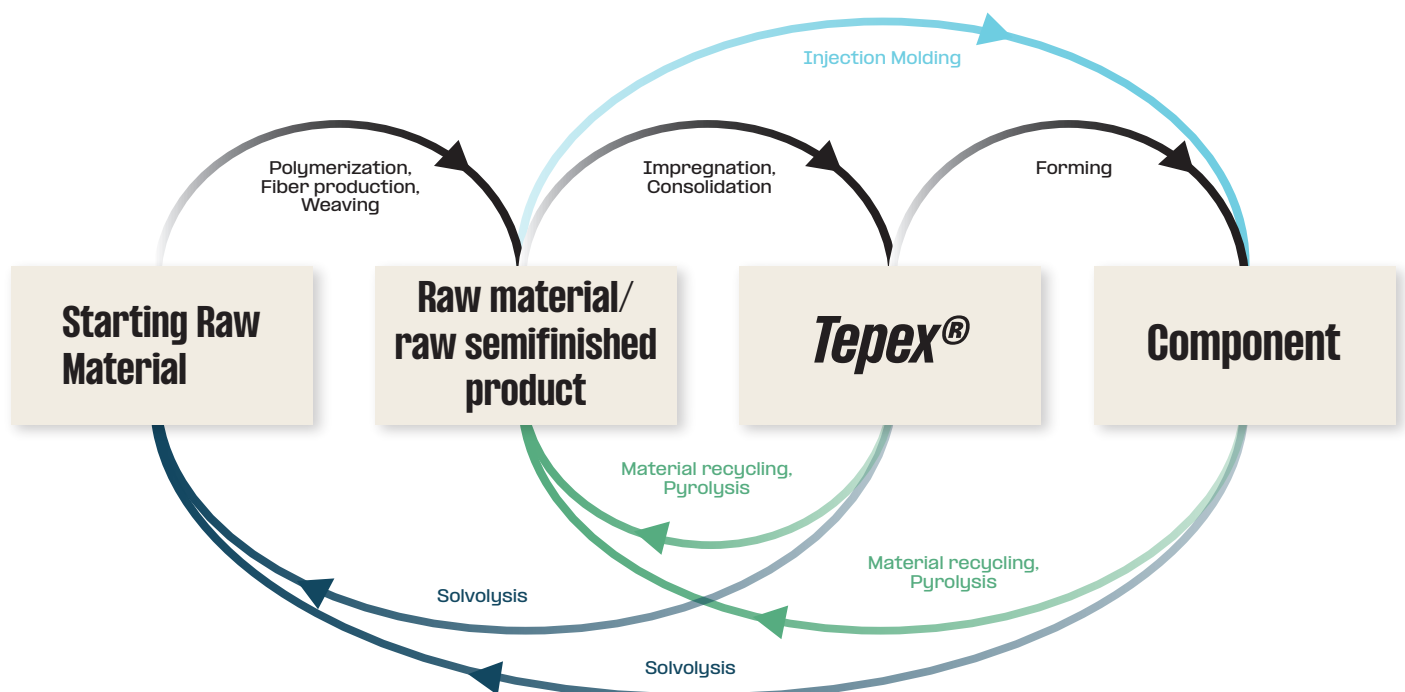 Injection Molding
Polymerization,
Fiber production,
Weaving
Impregnation,
Consolidation
Forming
Starting Raw
Material
Raw material/
raw semifinished
product
Tepex®
Component
Material recycling,
Pyrolysis
Material recycling,
Pyrolysis
Solvolysis
Solvolysis